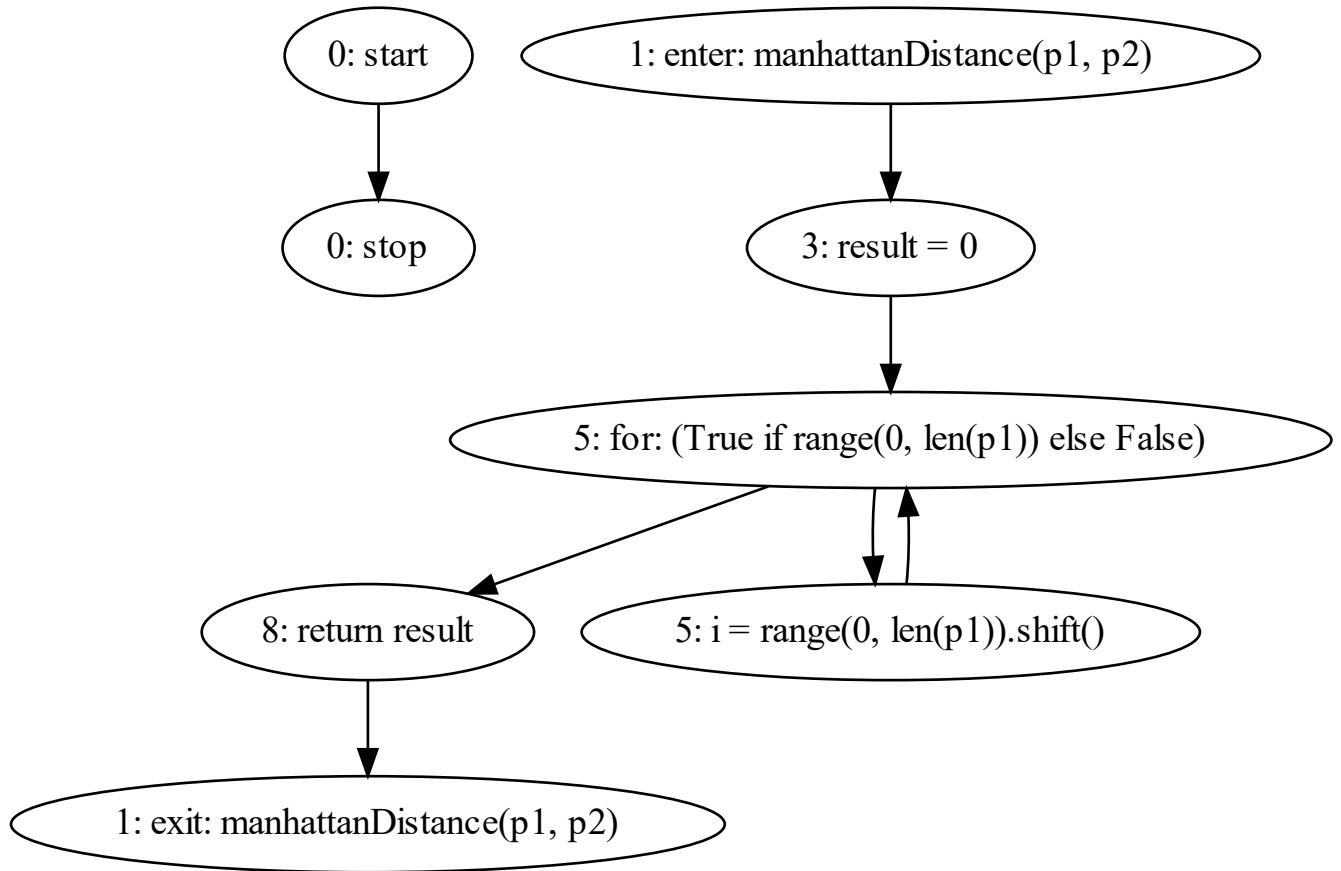 0: start
1: enter: manhattanDistance(p1, p2)
0: stop
3: result = 0
5: for: (True if range(0, len(p1)) else False)
8: return result
5: i = range(0, len(p1)).shift()
1: exit: manhattanDistance(p1, p2)